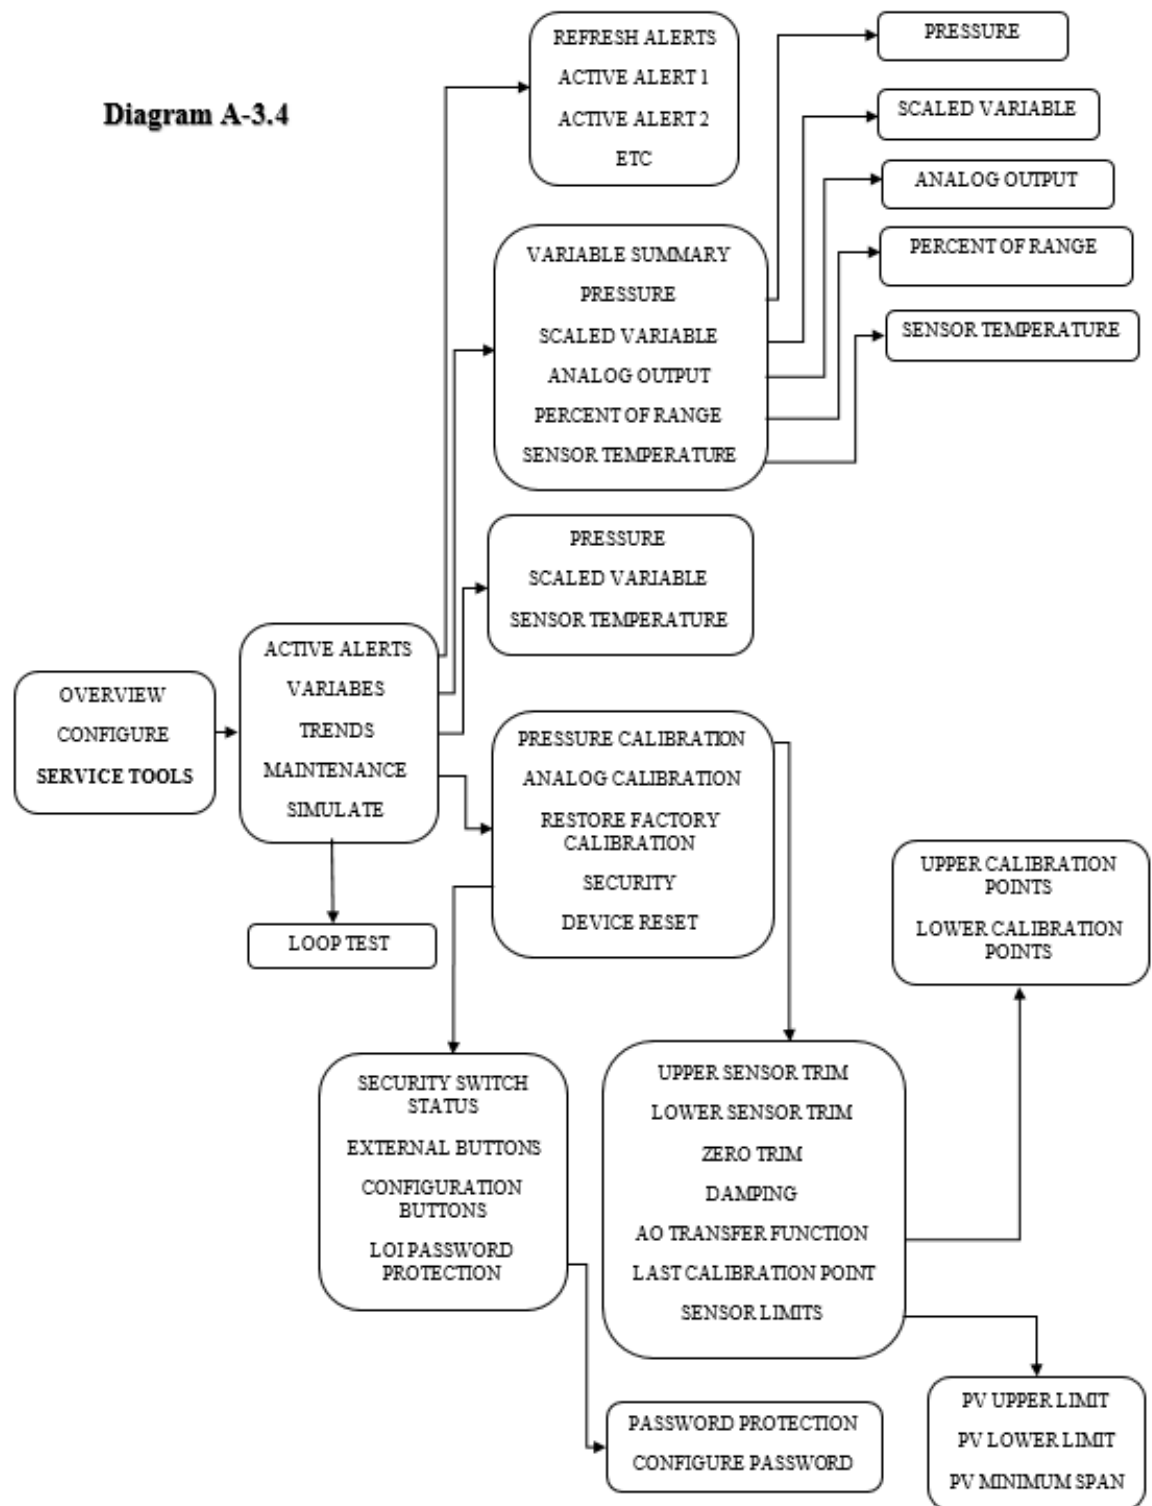 Diagram A-3.4
REFRESH ALERTS
ACTIVE ALERT 1
ACTIVE ALERT 2
ETC
PRESSURE
SCALED VARIABLE
ANALOG OUTPUT
PERCENT OF RANGE
SENSOR TEMPERATURE
VARIABLE SUMMARY
PRESSURE
SCALED VARIABLE
ANALOG OUTPUT
PERCENT OF RANGE
SENSOR TEMPERATURE
PRESSURE
SCALED VARIABLE
SENSOR TEMPERATURE
OVERVIEW
CONFIGURE
SERVICE TOOLS
ACTIVE ALERTS
VARIABES
TRENDS
MAINTENANCE
SIMULATE
LOOP TEST
PRESSURE CALIBRATION
ANALOG CALIBRATION
RESTORE FACTORY
CALIBRATION
SECURITY
DEVICE RESET
UPPER CALIBRATION
POINTS
LOWER CALIBRATION
POINTS
SECURITY SWITCH
STATUS
EXTERNAL BUTTONS
CONFIGURATION
BUTTONS
LOI PASSWORD
PROTECTION
UPPER SENSOR TRIM
LOWER SENSOR TRIM
ZERO TRIM
DAMPING
AO TRANSFER FUNCTION
LAST CALIBRATION POINT
SENSOR LIMITS
PASSWORD PROTECTION
CONFIGURE PASSWORD
PV UPPER LIMIT
PV LOWER LIMIT
PV MINIMUM SPAN